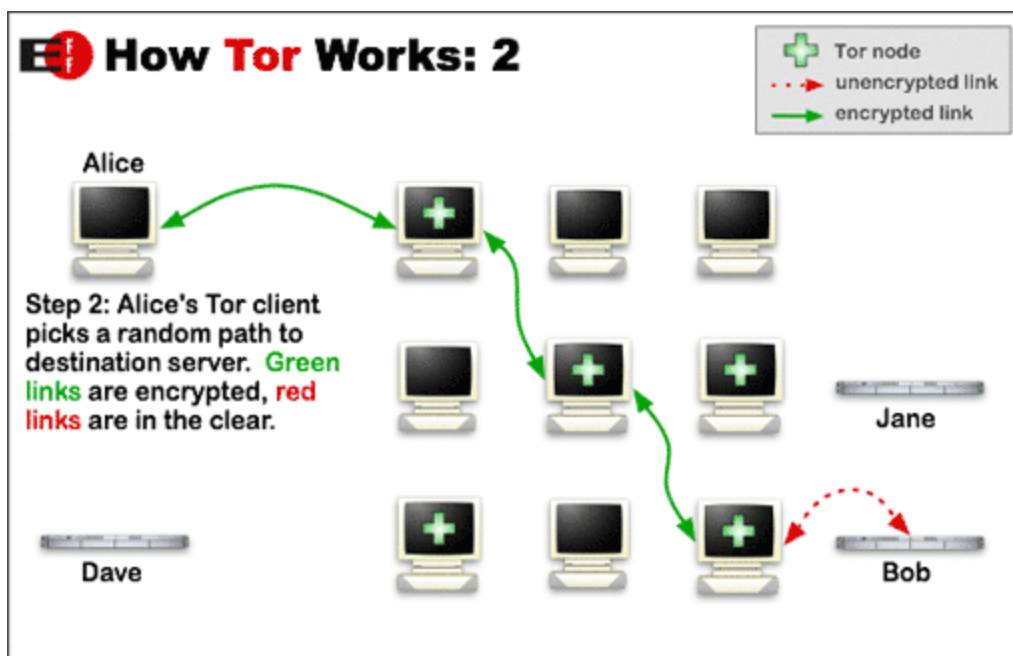 EFF How Tor Works: 2
Tor node
unencrypted link
encrypted link
Alice
Step 2: Alice's Tor client
picks a random path to
destination server. Green
links are encrypted, red
links are in the clear.
Jane
Dave
Bob